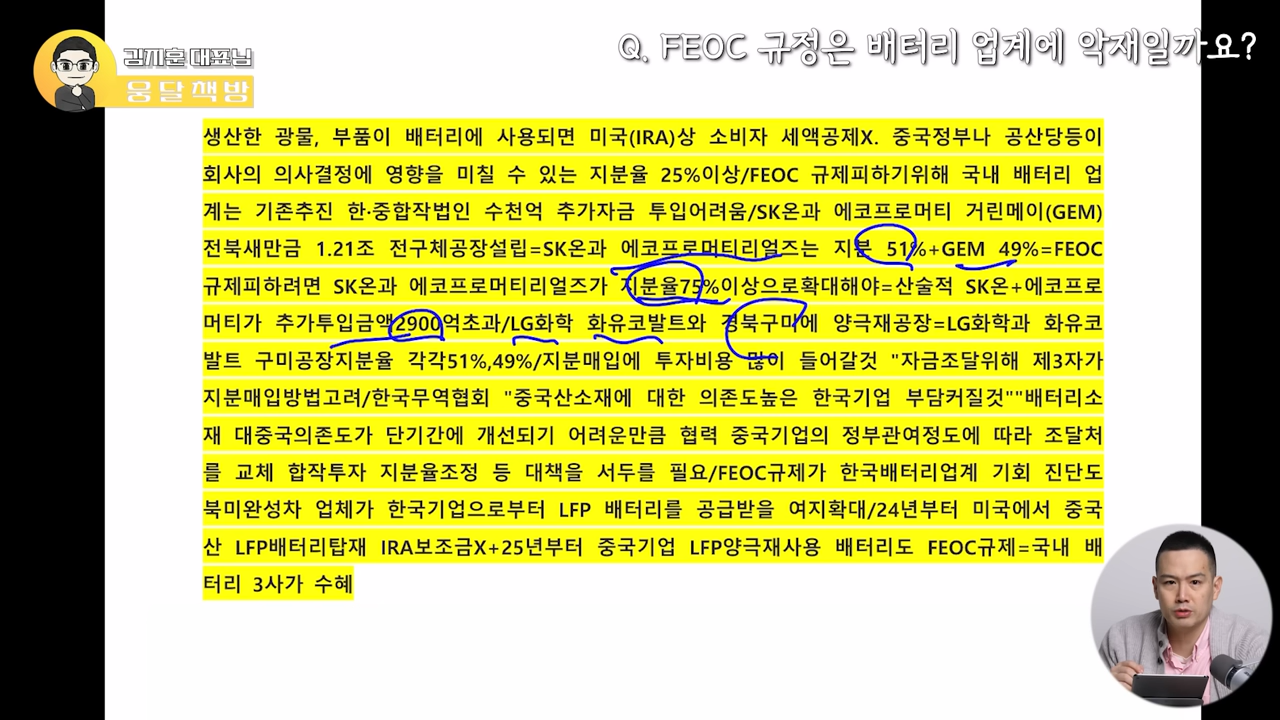 김지훈 대표님
웅달책방
Q. FEOC 규정은 배터리 업계에 악재일까요?
생산한 광물, 부품이 배터리에 사용되면 미국(IRA)상 소비자 세액공제X. 중국정부나 공산당등이
회사의 의사결정에 영향을 미칠 수 있는 지분율 25%이상/FEOC 규제피하기위해 국내 배터리 업
계는 기존추진 한·중합작법인 수천억 추가자금 투입어려움/SK온과 에코프로머티 거린메이(GEM)
전북새만금 1.21조 전구체공장설립=SK온과 에코프로머티리얼즈는 지분 51%+GEM 49%=FEOC
규제피하려면 SK온과 에코프로머티리얼즈가 지분율75%이상으로확대해야=산술적 SK온+에코프로
머티가 추가투입금액2900억초과/LG화학 화유코발트와 경북구미에 양극재공장=LG화학과 화유코
발트 구미공장지분율 각각51%,49%/지분매입에 투자비용 많이 들어갈것 "자금조달위해 제3자가
지분매입방법고려/한국무역협회 "중국산소재에 대한 의존도높은 한국기업 부담커질것""배터리소
재 대중국의존도가 단기간에 개선되기 어려운만큼 협력 중국기업의 정부관여정도에 따라 조달처
를 교체 합작투자 지분율조정 등 대책을 서두를 필요/FEOC규제가 한국배터리업계 기회 진단도
북미완성차 업체가 한국기업으로부터 LFP 배터리를 공급받을 여지확대/24년부터 미국에서 중국
산 LFP배터리탑재 IRA보조금X+25년부터 중국기업 LFP양극재사용 배터리도 FEOC규제=국내 배
터리 3사가 수혜